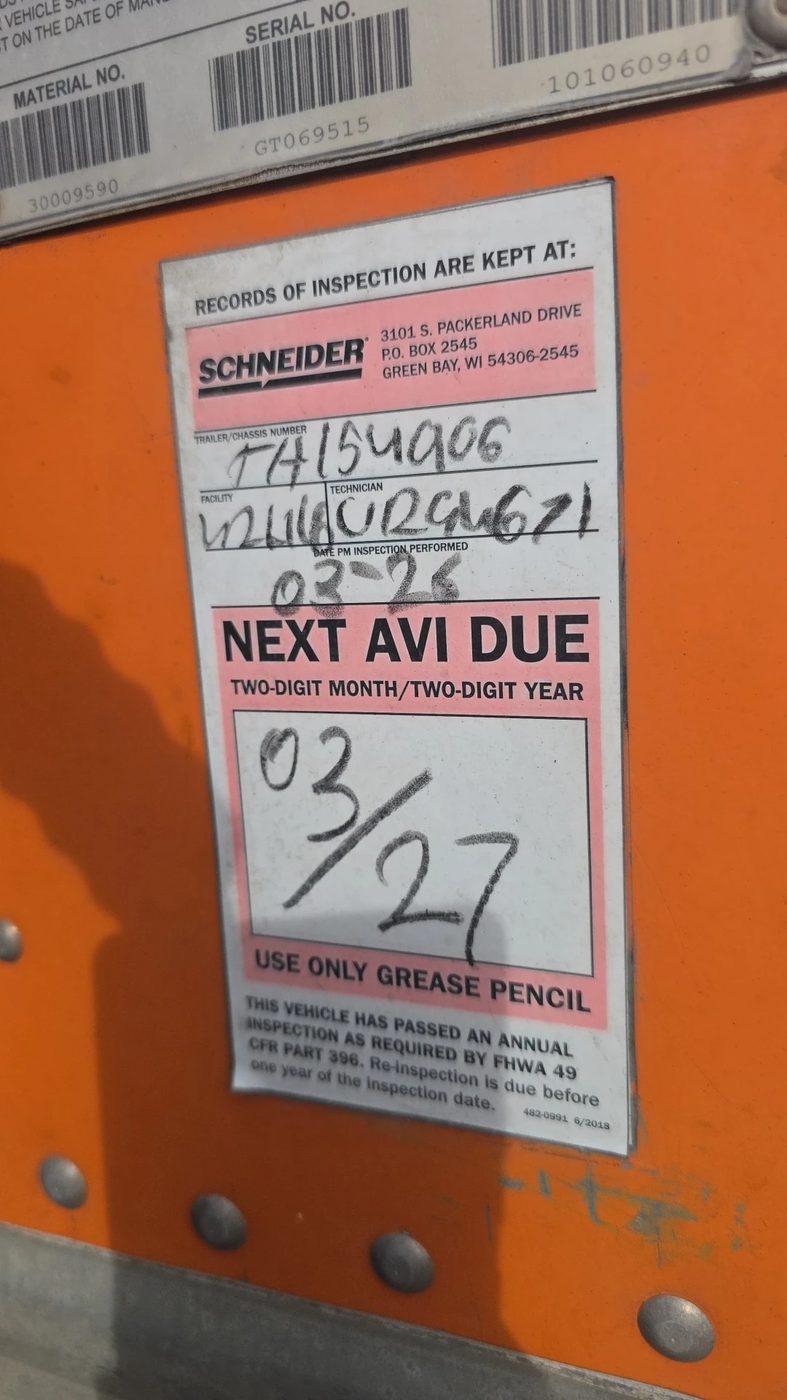 VEHICLE
T ON THE DATE OF
MATERIAL NO.
30009590
SERIAL NO.
GT069515
101060940
RECORDS OF INSPECTION ARE KEPT AT:
SCHNEIDER
3101 S. PACKERLAND DRIVE
P.O. BOX 2545
GREEN BAY, WI 54306-2545
TRAILER/CHASSIS NUMBER
TA154906
FACILITY
TECHNICIAN
DATE PM INSPECTION PERFORMED
03-26
NEXT AVI DUE
TWO-DIGIT MONTH/TWO-DIGIT YEAR
03/27
USE ONLY GREASE PENCIL
THIS VEHICLE HAS PASSED AN ANNUAL
INSPECTION AS REQUIRED BY FHWA 49
CFR PART 396. Re-inspection is due before
one year of the inspection date.
482-0991 6/2018